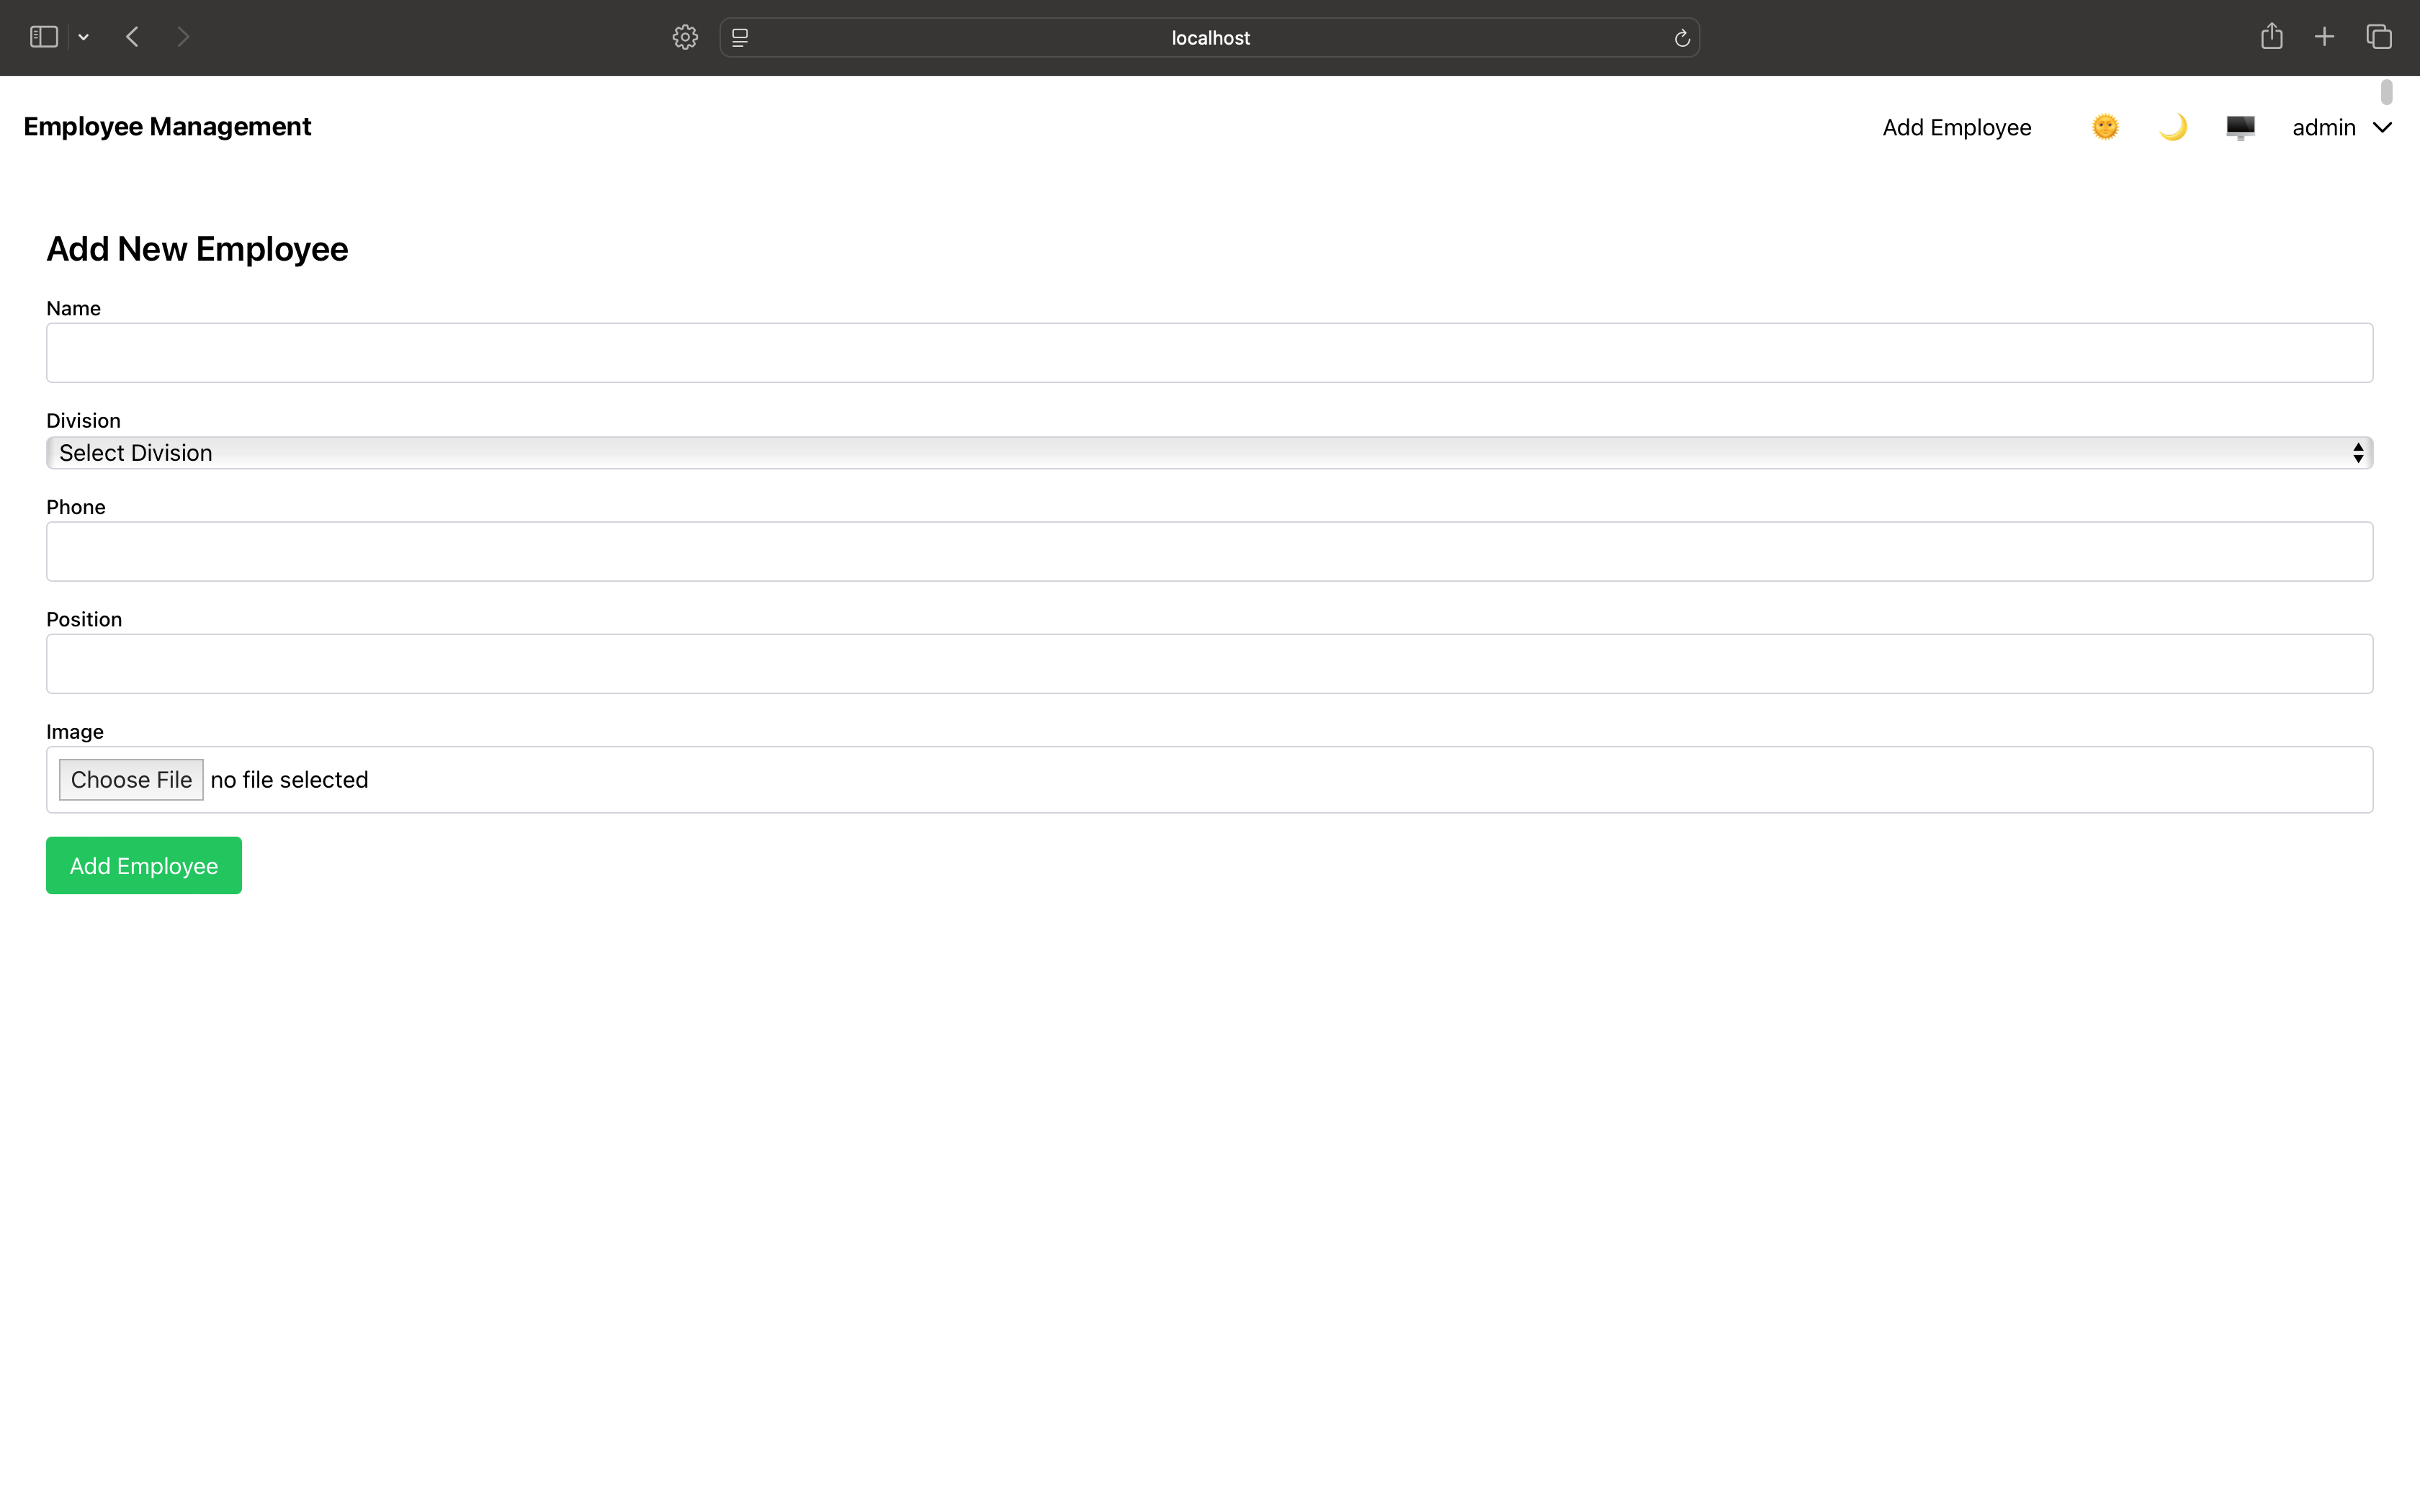 localhost
Employee Management
Add Employee
admin
Add New Employee
Name
Division
Select Division
Phone
Position
Image
Choose File no file selected
Add Employee